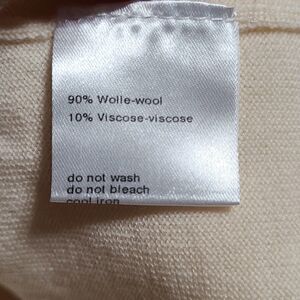 90% Wolle-wool
10% Viscose-viscose
do not wash
do not bleach
cool iron